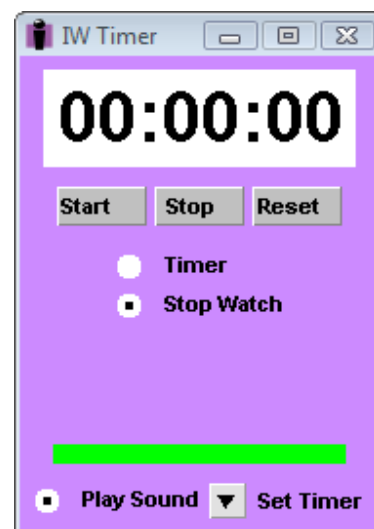 IW Timer
00:00:00
Start Stop Reset
Timer
Stop Watch
Play Sound Set Timer